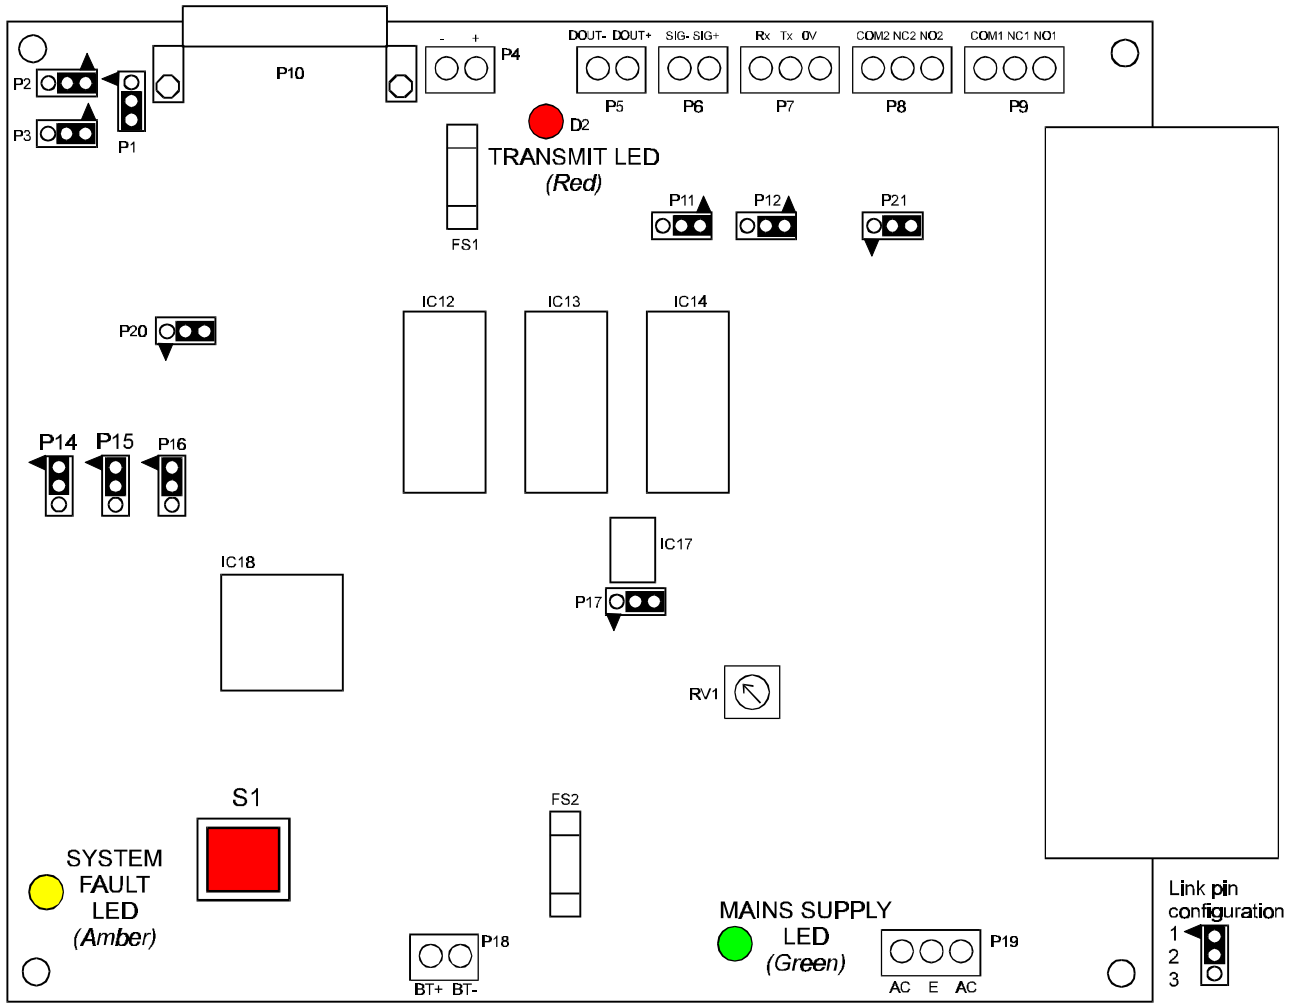 - +
P4
DOUT- DOUT+
SIG- SIG+
Rx Tx 0V
COM2 NC2 NO2
COM1 NC1 NO1
P2
P10
P3
P1
P5
P6
P7
P8
P9
D2
TRANSMIT LED
(Red)
FS1
P11
P12
P21
IC12
IC13
IC14
P20
P14
P15
P16
IC17
IC18
P17
RV1
S1
FS2
SYSTEM
FAULT
LED
(Amber)
MAINS SUPPLY
LED
(Green)
P18
BT+ BT-
P19
AC E AC
Link pin
configuration
1
2
3